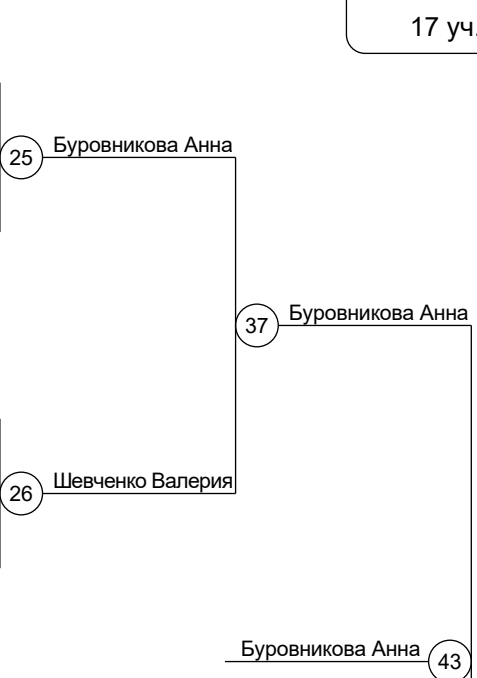 17 уч.
25 Буровникова Анна
37 Буровникова Анна
26 Шевченко Валерия
Буровникова Анна 43